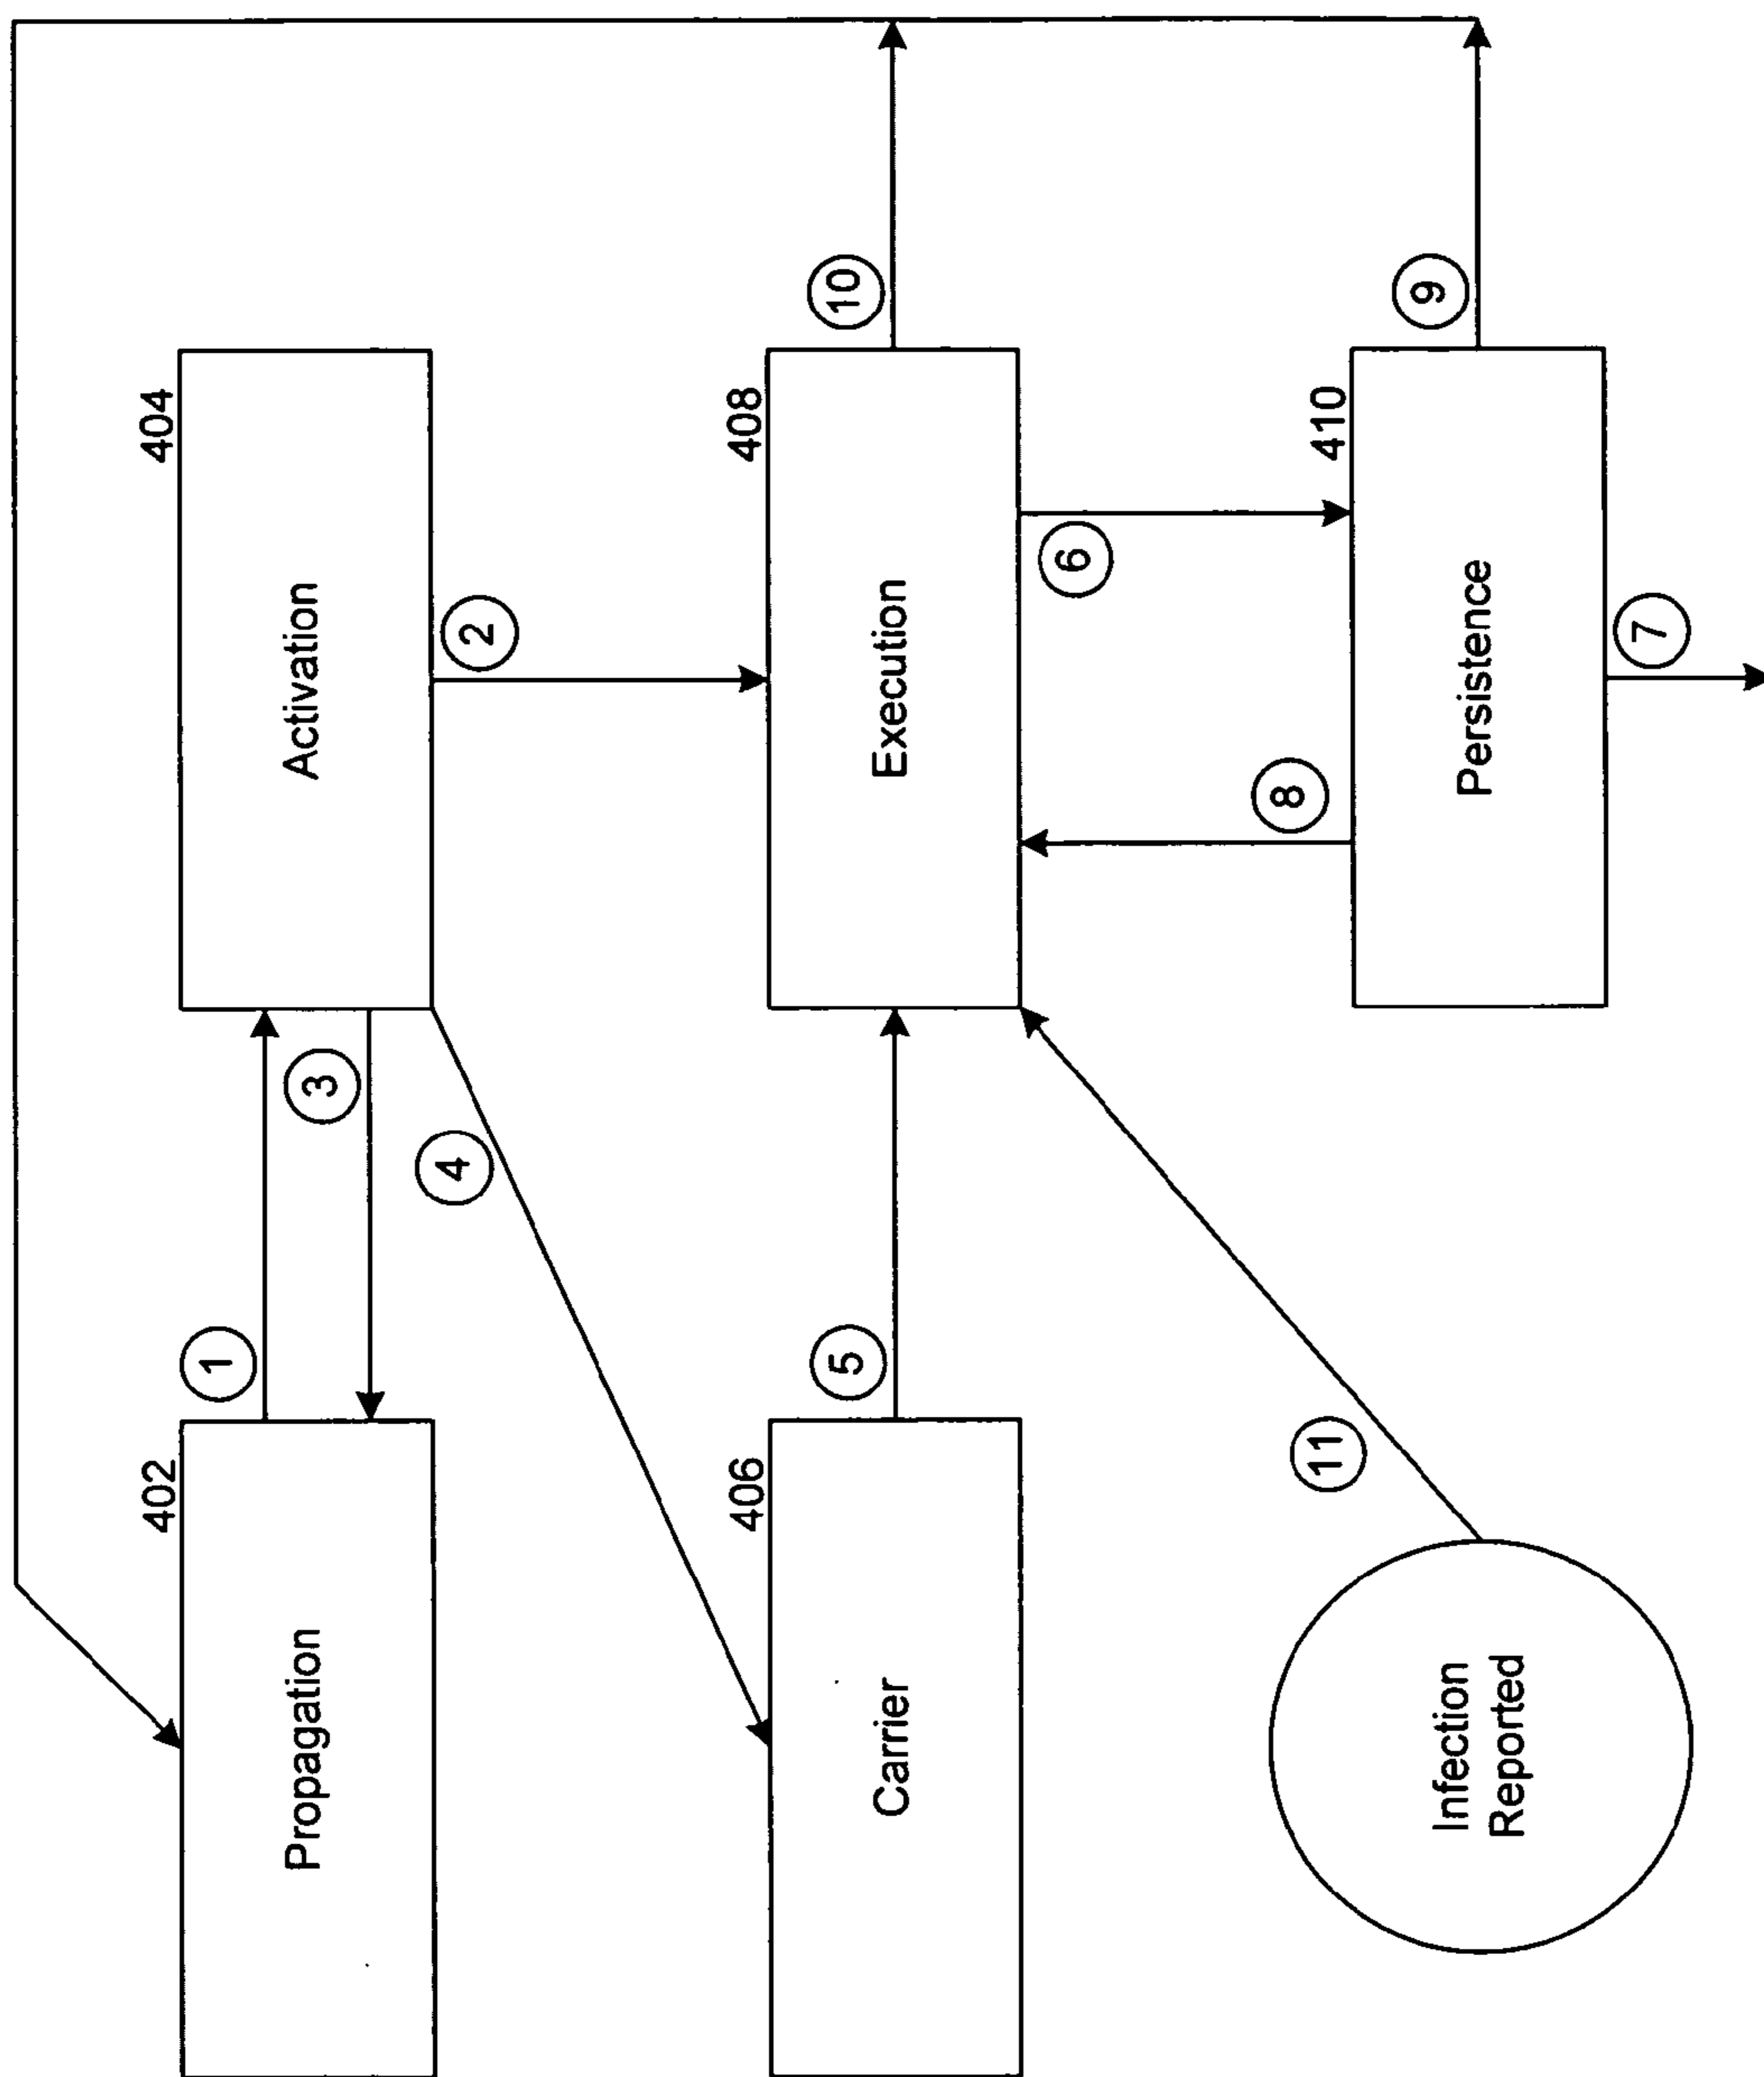 402
Propagation
1
3
404
Activation
4
2
406
Carrier
5
408
Execution
10
8
6
Infection
Reported
11
410
Persistence
9
7